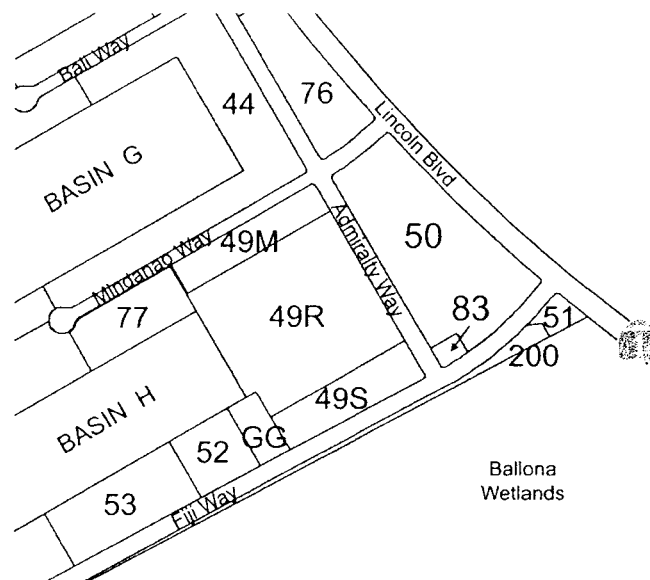 Bali Way
44
76
Lincoln Blvd
BASIN G
Mindanao Way
49M
Admiralty Way
50
77
49R
83
51
200
BASIN H
49S
GG
52
53
Fiji Way
Ballona
Wetlands